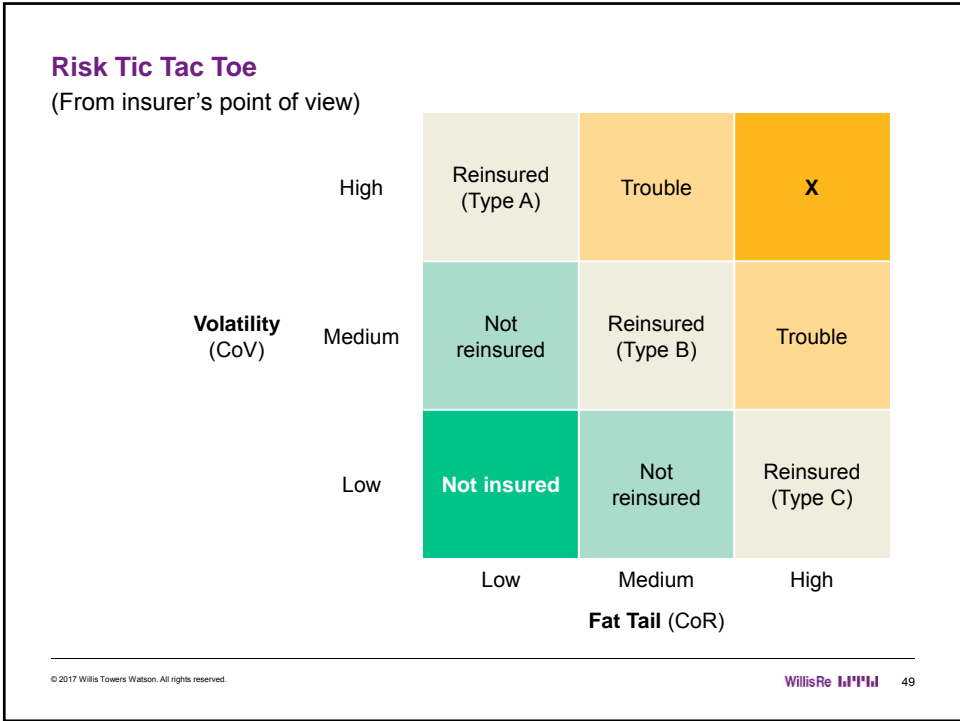 Risk Tic Tac Toe
(From insurer's point of view)
High
Reinsured
(Type A)
Trouble
X
Volatility
(CoV)
Medium
Not
reinsured
Reinsured
(Type B)
Trouble
Low
Not insured
Not
reinsured
Reinsured
(Type C)
Low
Medium
High
Fat Tail (CoR)
© 2017 Willis Towers Watson. All rights reserved.
WillisRe
49